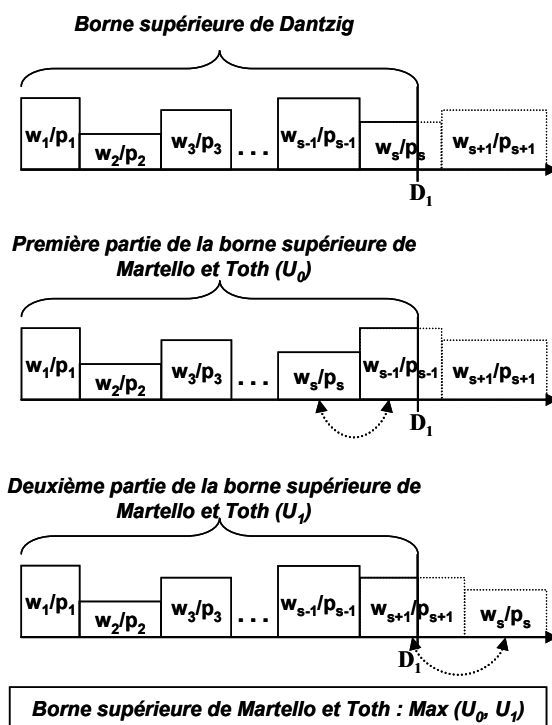 Borne supérieure de Dantzig
w1/p1 w2/p2 w3/p3 ... ws-1/ps-1 ws/ps ws+1/ps+1
D1
Première partie de la borne supérieure de
Martello et Toth (U0)
w1/p1 w2/p2 w3/p3 ... ws/ps ws-1/ps-1 ws+1/ps+1
D1
Deuxième partie de la borne supérieure de
Martello et Toth (U1)
w1/p1 w2/p2 w3/p3 ... ws-1/ps-1 ws+1/ps+1 ws/ps
D1
Borne supérieure de Martello et Toth : Max (U0, U1)